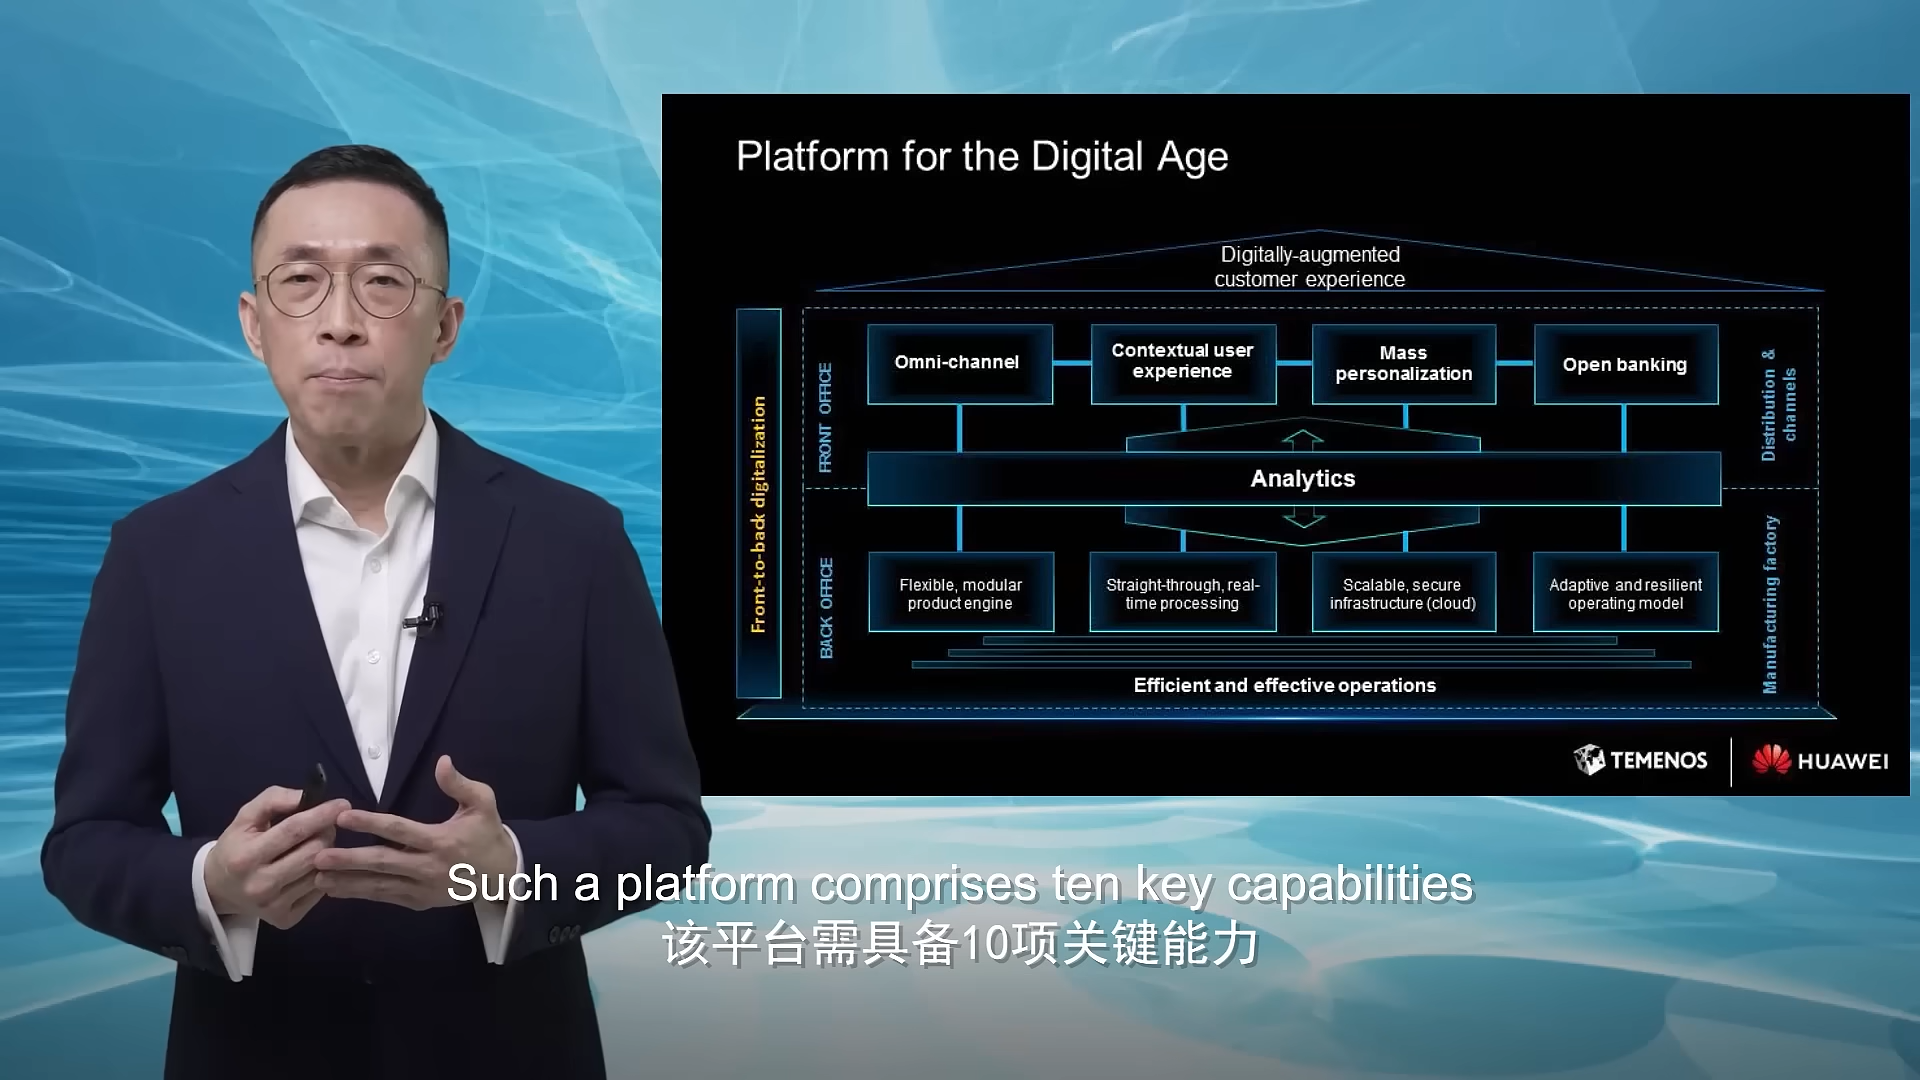 Platform for the Digital Age
Digitally-augmented
customer experience
Front-to-back digitalization
FRONT OFFICE
Omni-channel
Contextual user
experience
Mass
personalization
Open banking
Distribution &
channels
Analytics
BACK OFFICE
Flexible, modular
product engine
Straight-through, real-
time processing
Scalable, secure
infrastructure (cloud)
Adaptive and resilient
operating model
Manufacturing factory
Efficient and effective operations
TEMENOS
HUAWEI
Such a platform comprises ten key capabilities
该平台需具备10项关键能力